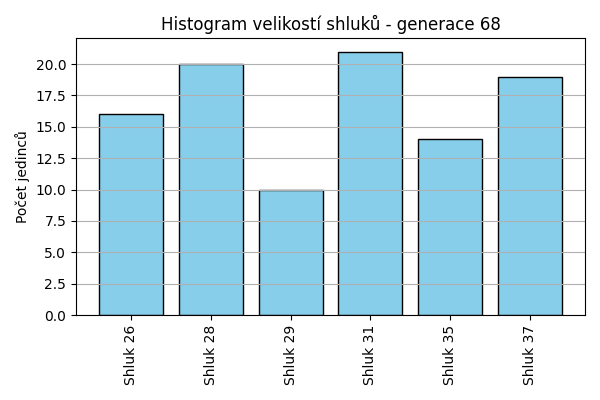 Histogram velikostí shluků - generace 68
Počet jedinců
20.0
17.5
15.0
12.5
10.0
7.5
5.0
2.5
0.0
Shluk 26
Shluk 28
Shluk 29
Shluk 31
Shluk 35
Shluk 37